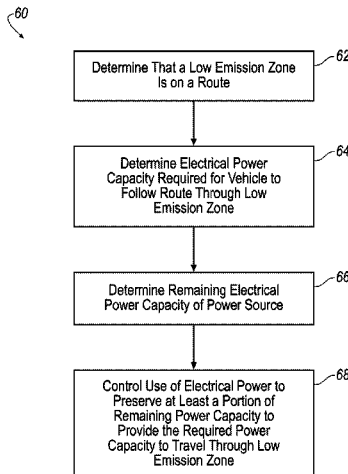 60
62
Determine That a Low Emission Zone
Is on a Route
64
Determine Electrical Power
Capacity Required for Vehicle to
Follow Route Through Low
Emission Zone
66
Determine Remaining Electrical
Power Capacity of Power Source
68
Control Use of Electrical Power to
Preserve at Least a Portion of
Remaining Power Capacity to
Provide the Required Power
Capacity to Travel Through Low
Emission Zone